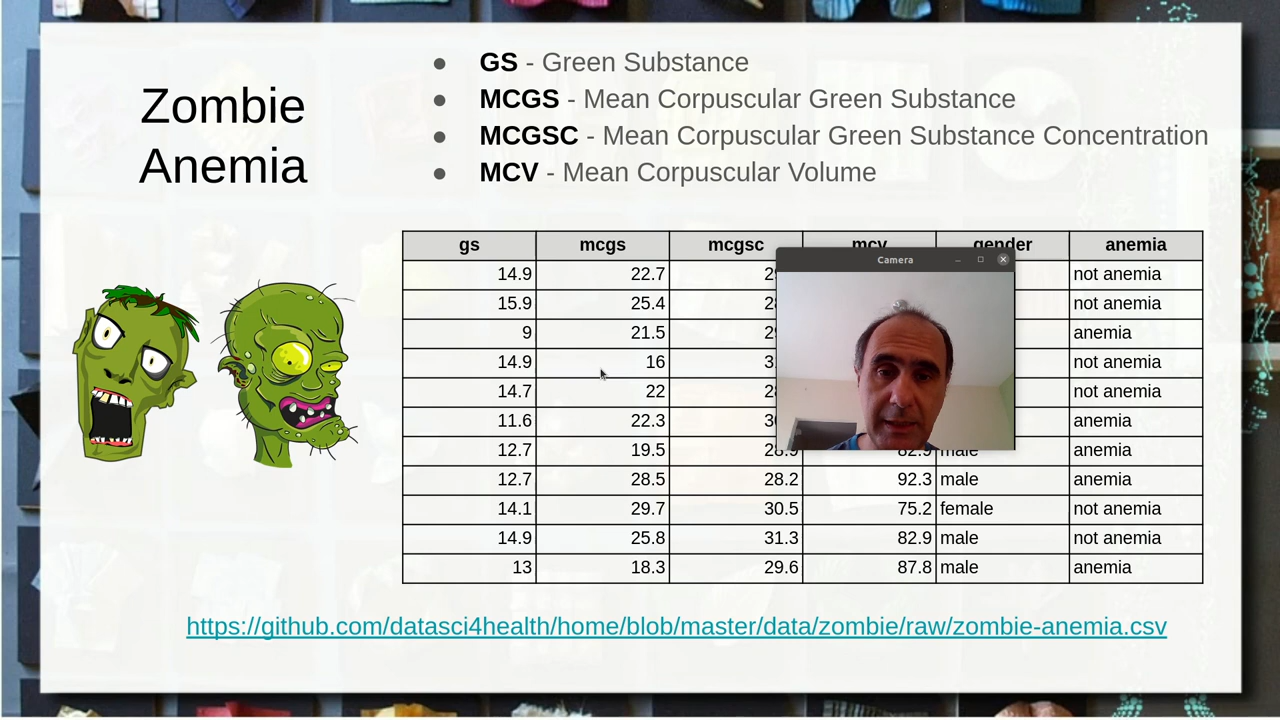 Zombie
Anemia
● GS - Green Substance
● MCGS - Mean Corpuscular Green Substance
● MCGSC - Mean Corpuscular Green Substance Concentration
● MCV - Mean Corpuscular Volume
gs mcgs mcgsc mcv gender anemia
Camera
14.9 22.7 not anemia
15.9 25.4 not anemia
9 21.5 anemia
14.9 16 not anemia
14.7 22 not anemia
11.6 22.3 anemia
12.7 19.5 28.9 82.9 male anemia
12.7 28.5 28.2 92.3 male anemia
14.1 29.7 30.5 75.2 female not anemia
14.9 25.8 31.3 82.9 male not anemia
13 18.3 29.6 87.8 male anemia
https://github.com/datasci4health/home/blob/master/data/zombie/raw/zombie-anemia.csv